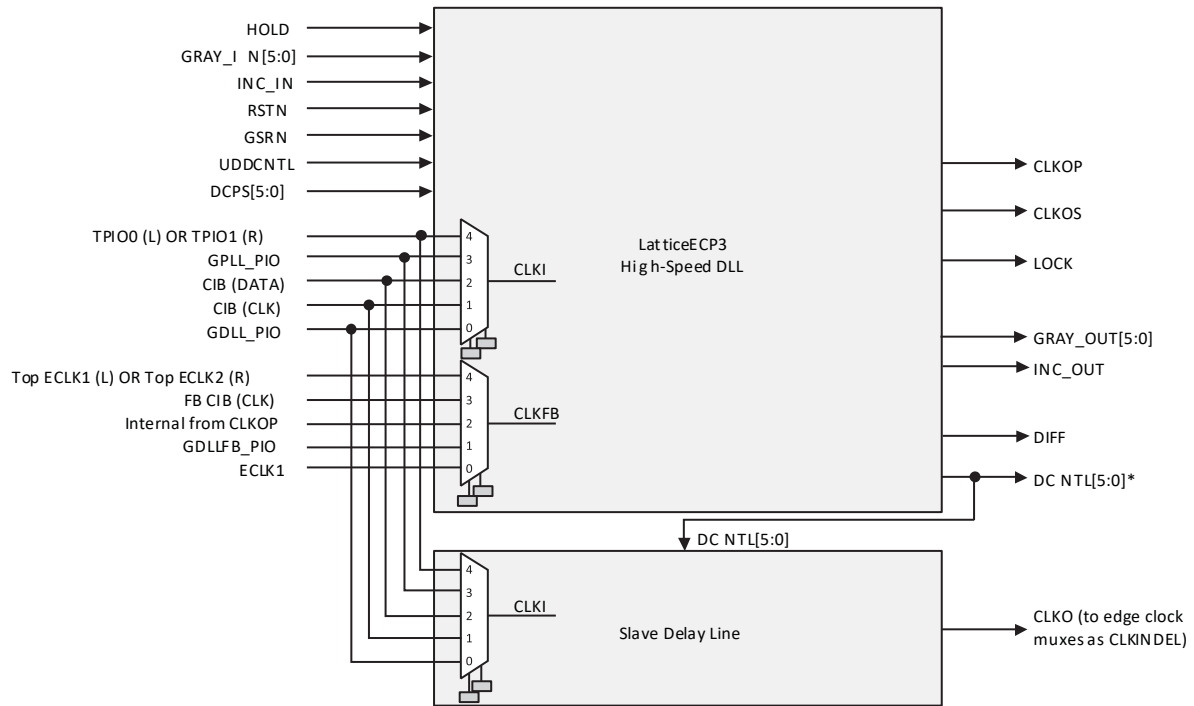 HOLD
GRAY_I N[5:0]
INC_IN
RSTN
GSRN
UDDCNTL
DCPS[5:0]
TPIO0 (L) OR TPIO1 (R)
GPLL_PIO
CIB (DATA)
CIB (CLK)
GDLL_PIO
4
3
2
1
0
CLKI
LatticeECP3
High-Speed DLL
CLKOP
CLKOS
LOCK
GRAY_OUT[5:0]
INC_OUT
DIFF
DC NTL[5:0]*
Top ECLK1 (L) OR Top ECLK2 (R)
FB CIB (CLK)
Internal from CLKOP
GDLLFB_PIO
ECLK1
4
3
2
1
0
CLKFB
DC NTL[5:0]
4
3
2
1
0
CLKI
Slave Delay Line
CLKO (to edge clock
muxes as CLKINDEL)